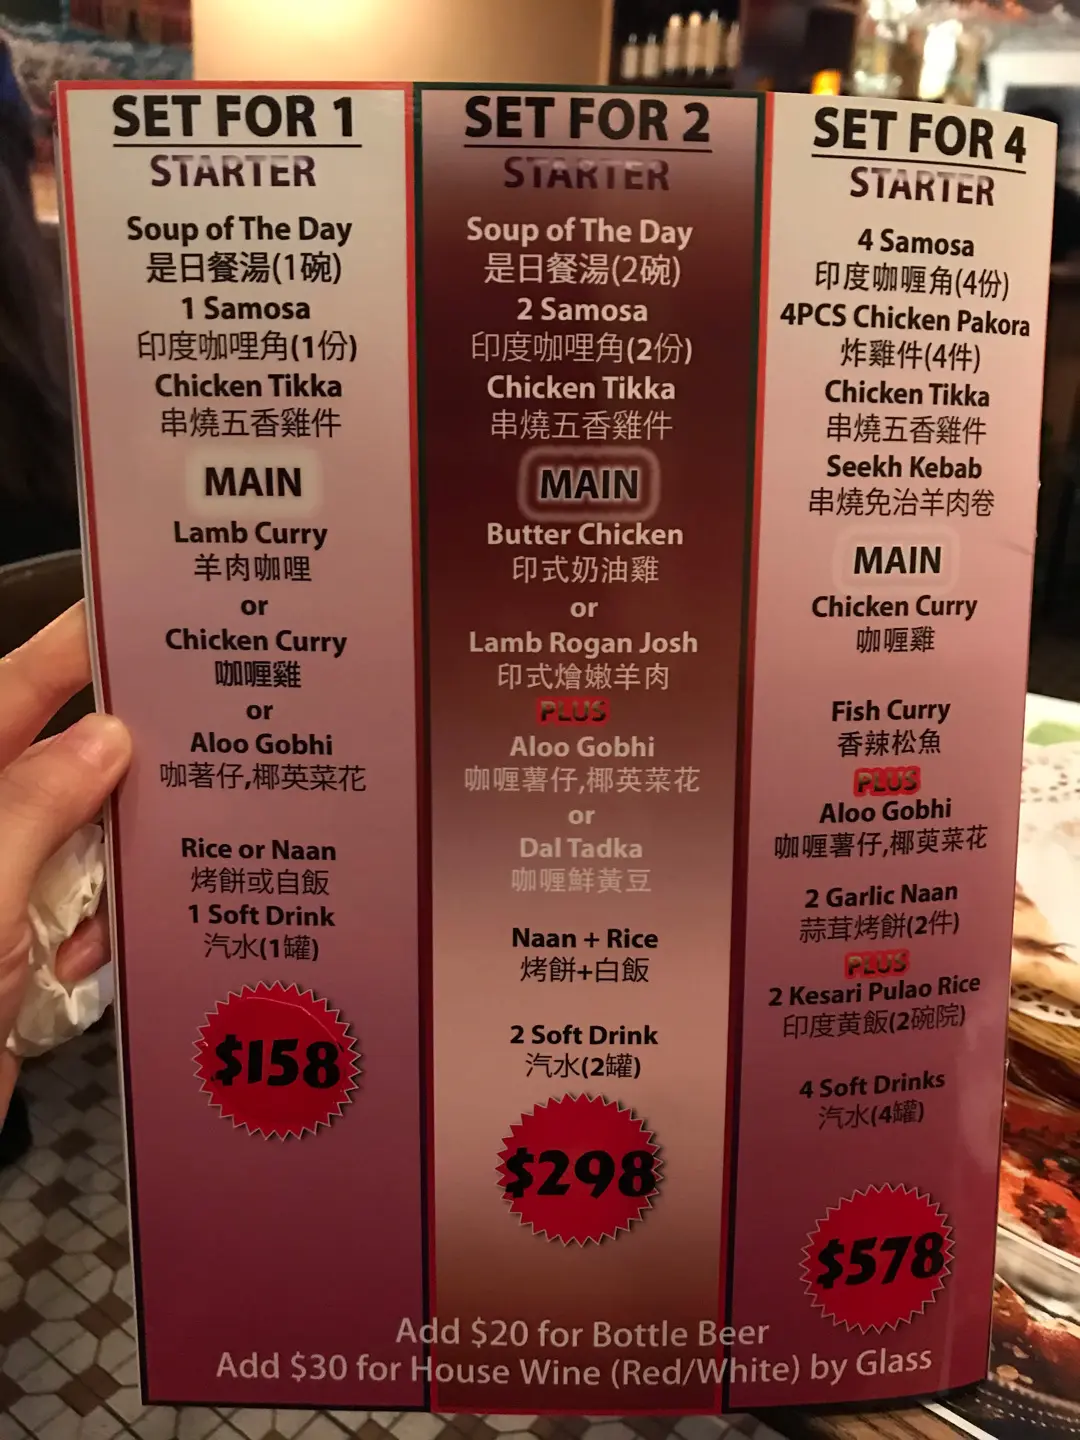 SET FOR 1
STARTER
Soup of The Day
是日餐湯(1碗)
1 Samosa
印度咖哩角(1份)
Chicken Tikka
串燒五香雞件
MAIN
Lamb Curry
羊肉咖哩
or
Chicken Curry
咖喱雞
or
Aloo Gobhi
咖著仔,椰英菜花
Rice or Naan
烤餅或自飯
1 Soft Drink
汽水(1罐)
$158
SET FOR 2
STARTER
Soup of The Day
是日餐湯(2碗)
2 Samosa
印度咖哩角(2份)
Chicken Tikka
串燒五香雞件
MAIN
Butter Chicken
印式奶油雞
or
Lamb Rogan Josh
印式燴嫩羊肉
PLUS
Aloo Gobhi
咖喱薯仔,椰英菜花
or
Dal Tadka
咖喱鮮黃豆
Naan + Rice
烤餅+白飯
2 Soft Drink
汽水(2罐)
$298
SET FOR 4
STARTER
4 Samosa
印度咖喱角(4份)
4PCS Chicken Pakora
炸雞件(4件)
Chicken Tikka
串燒五香雞件
Seekh Kebab
串燒免治羊肉卷
MAIN
Chicken Curry
咖喱雞
Fish Curry
香辣松魚
PLUS
Aloo Gobhi
咖喱薯仔,椰萸菜花
2 Garlic Naan
蒜茸烤餅(2件)
PLUS
2 Kesari Pulao Rice
印度黄飯(2碗院)
4 Soft Drinks
汽水(4罐)
$578
Add $20 for Bottle Beer
Add $30 for House Wine (Red/White) by Glass